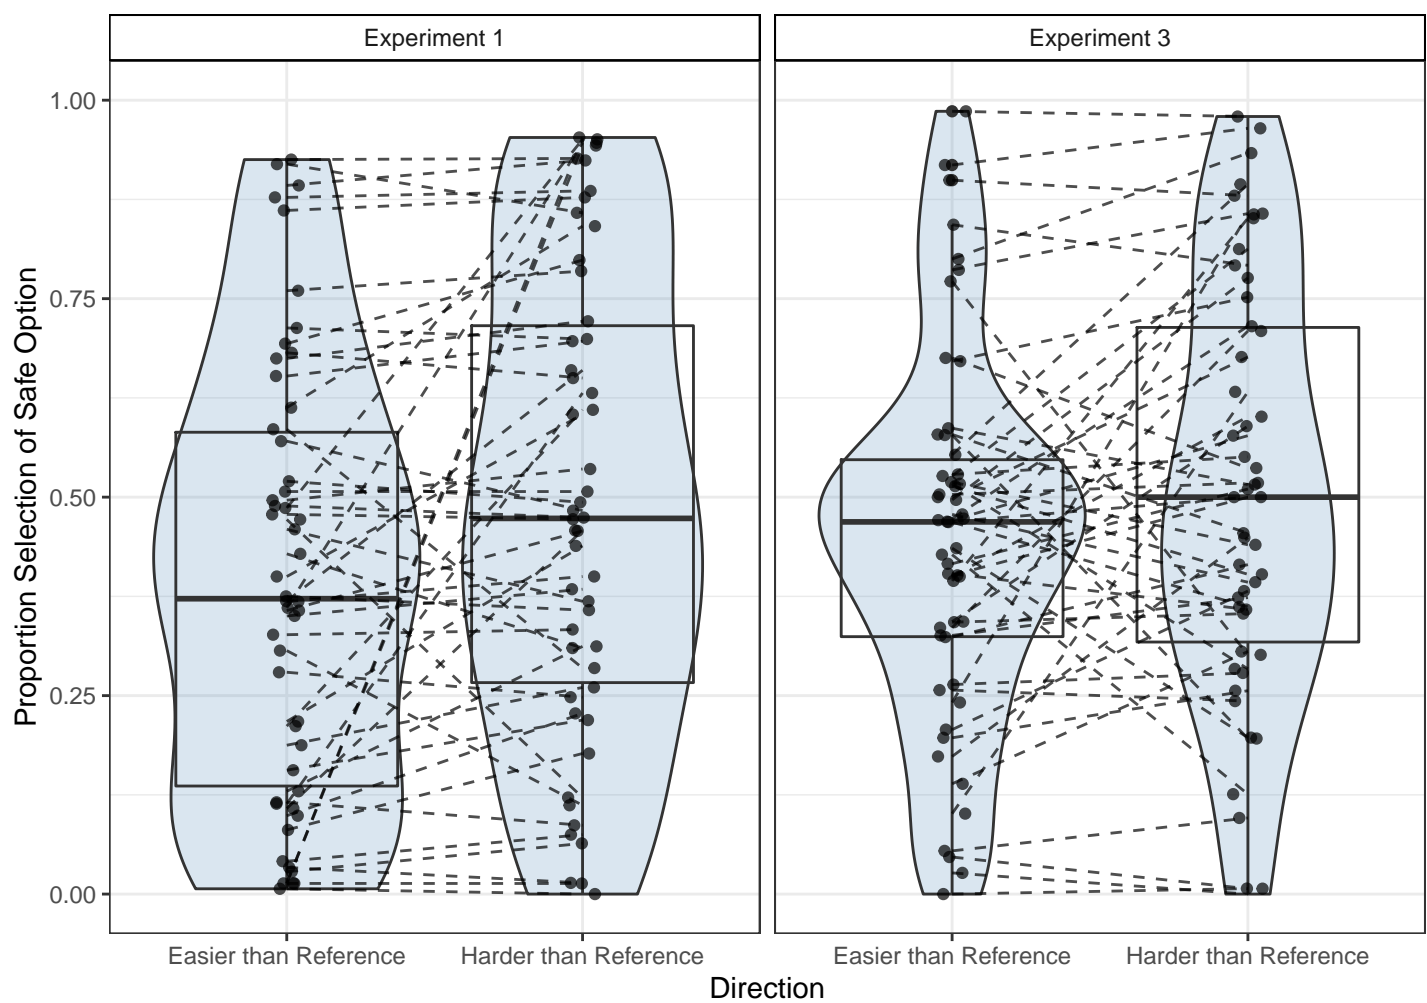 Experiment 1
Experiment 3
Proportion Selection of Safe Option
1.00
0.75
0.50
0.25
0.00
Easier than Reference
Harder than Reference
Easier than Reference
Harder than Reference
Direction